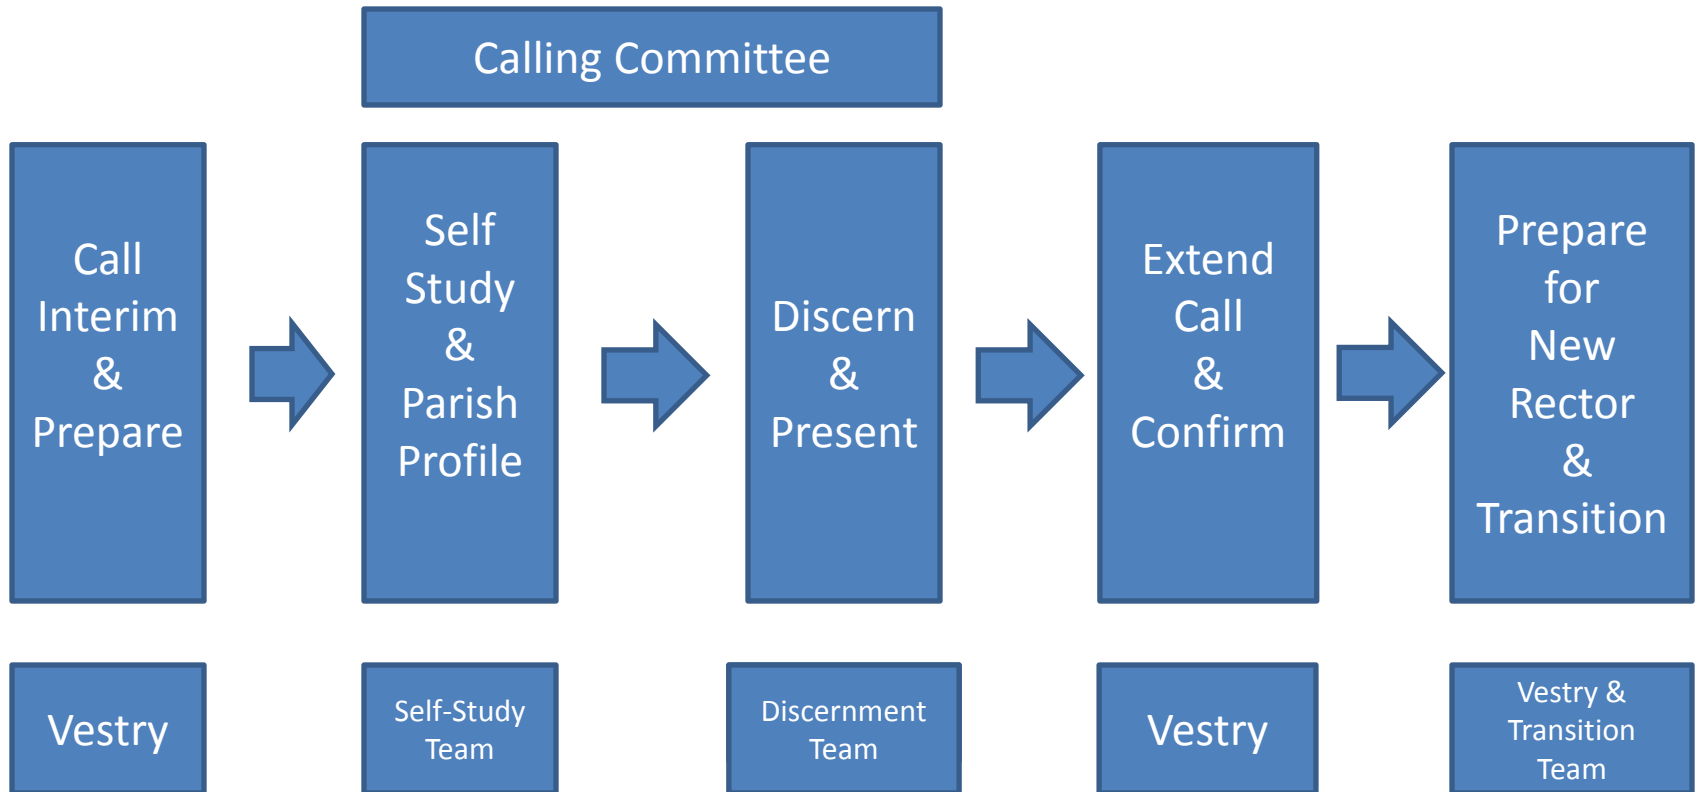 Calling Committee
Call
Interim
&
Prepare
Self
Study
&
Parish
Profile
Discern
&
Present
Extend
Call
&
Confirm
Prepare
for
New
Rector
&
Transition
Vestry
Self-Study
Team
Discernment
Team
Vestry
Vestry &
Transition
Team